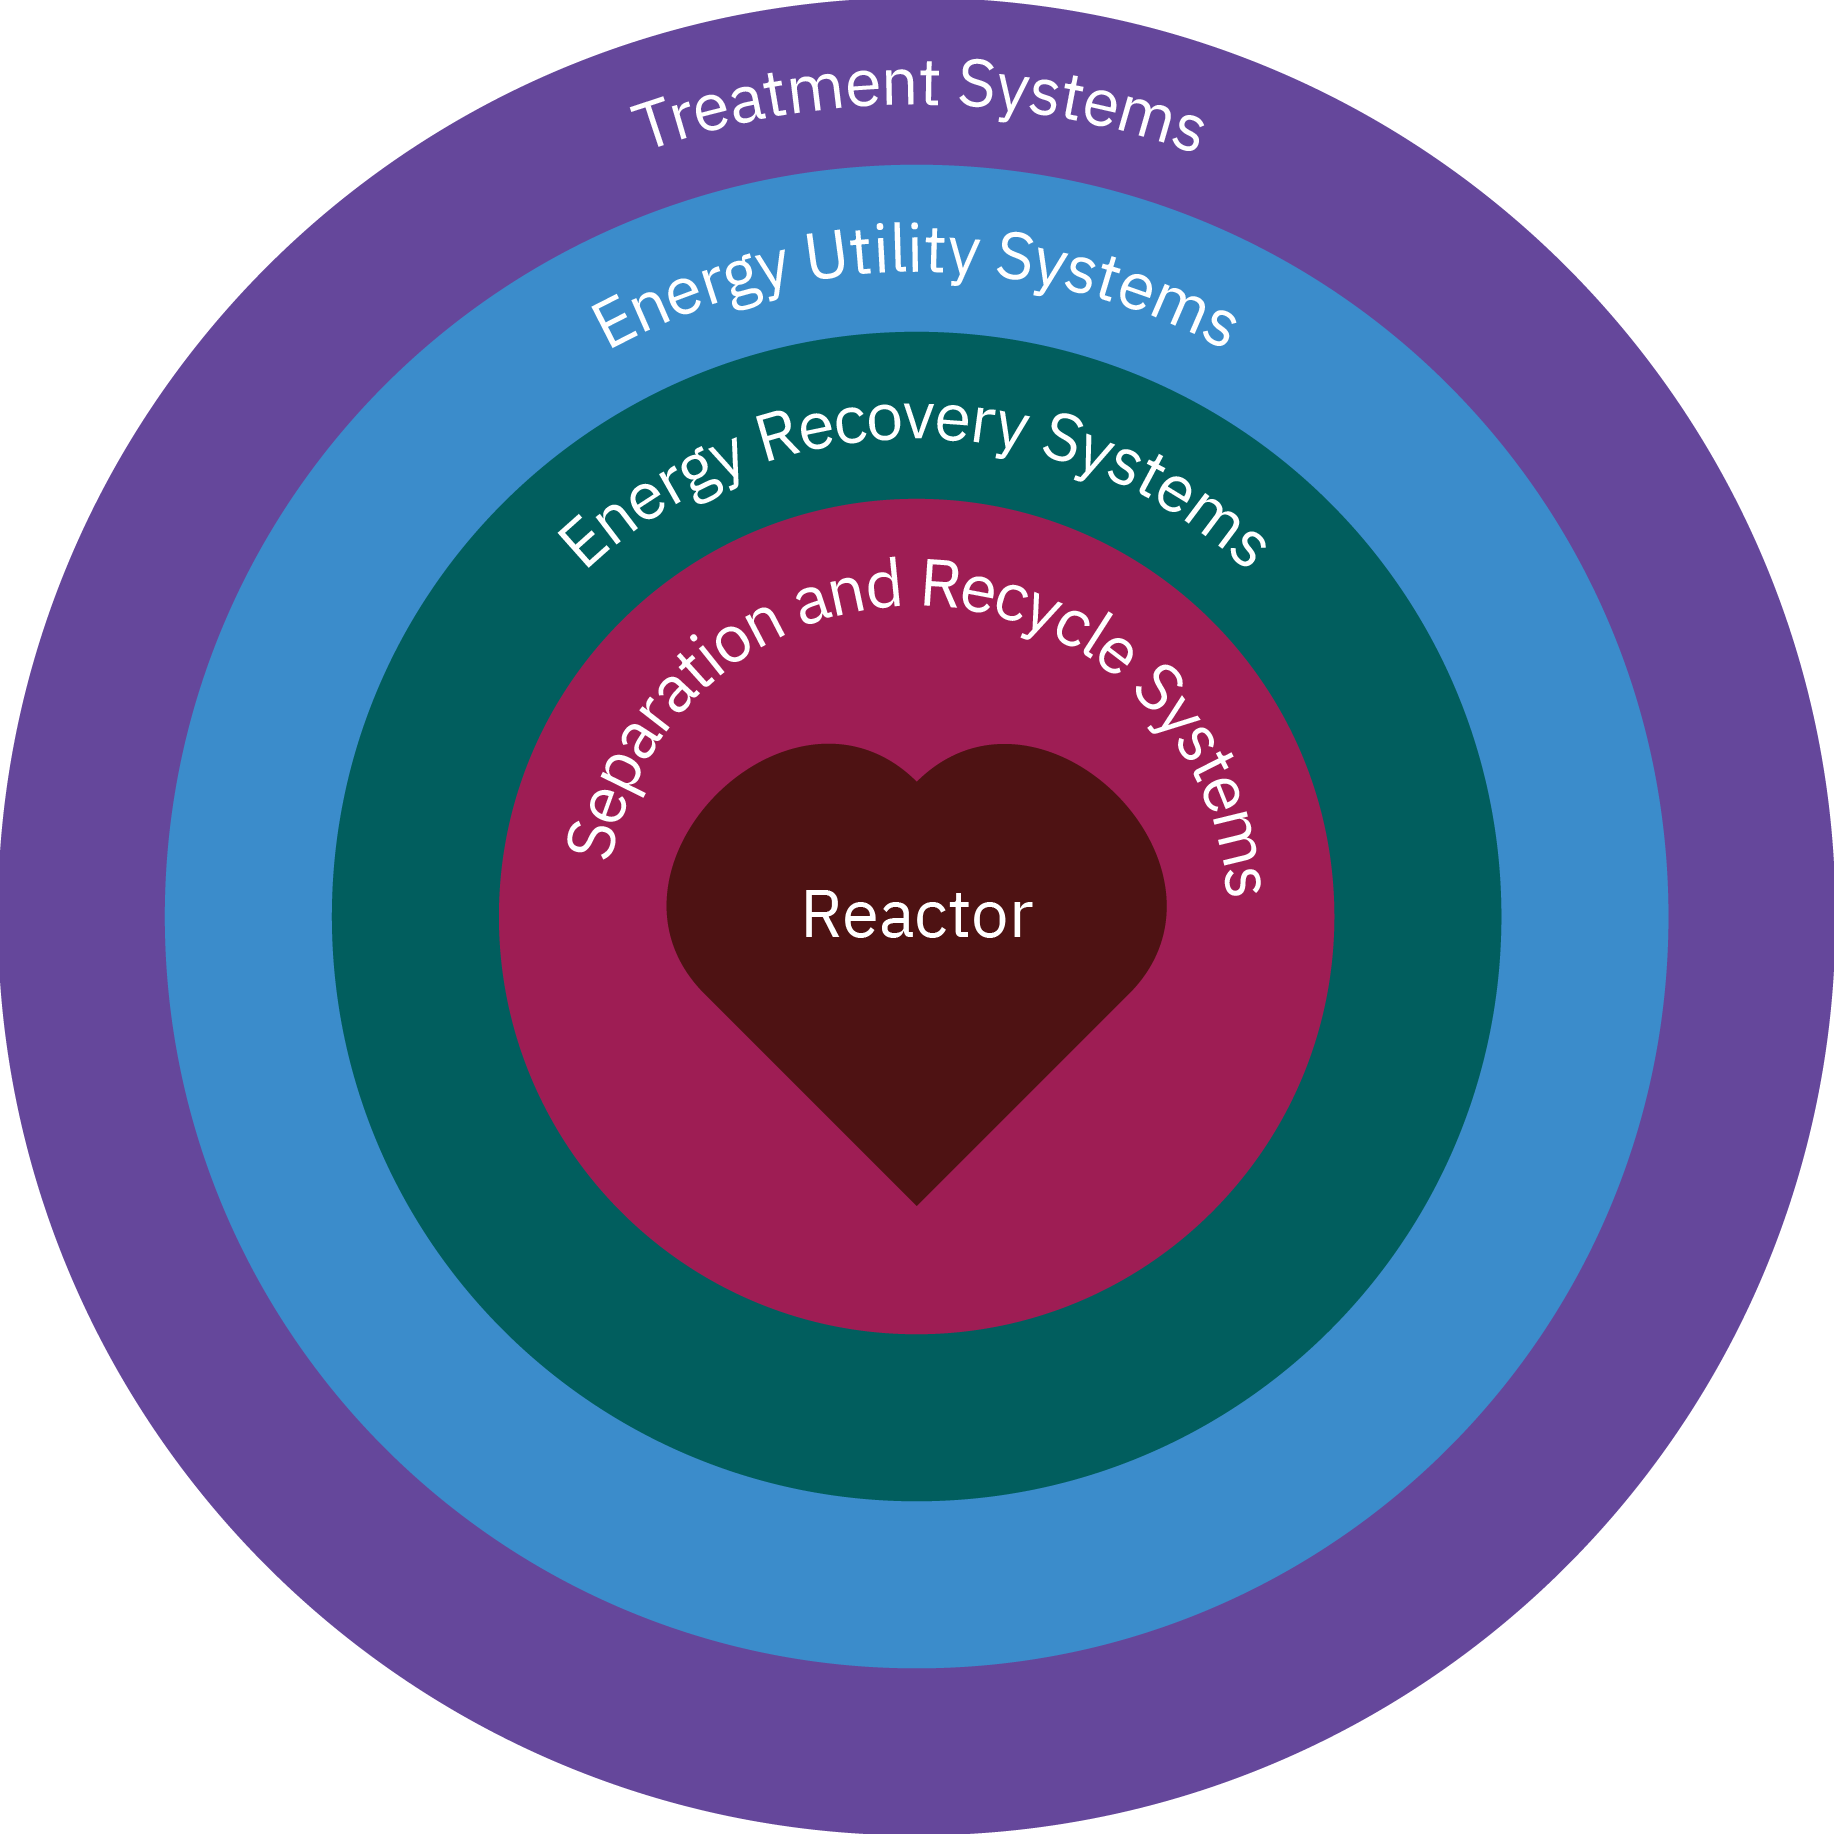 Treatment Systems
Energy Utility Systems
Energy Recovery Systems
Separation and Recycle Systems
Reactor